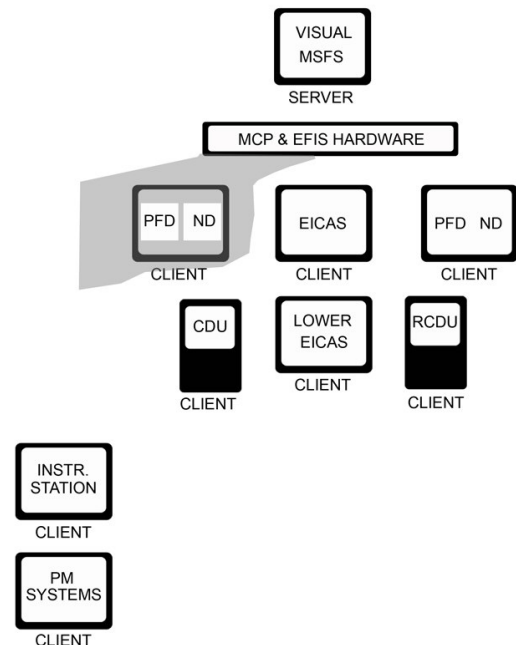 VISUAL
MSFS
SERVER
MCP & EFIS HARDWARE
PFD ND
CLIENT
EICAS
CLIENT
PFD ND
CLIENT
CDU
CLIENT
LOWER
EICAS
CLIENT
RCDU
CLIENT
INSTR.
STATION
CLIENT
PM
SYSTEMS
CLIENT